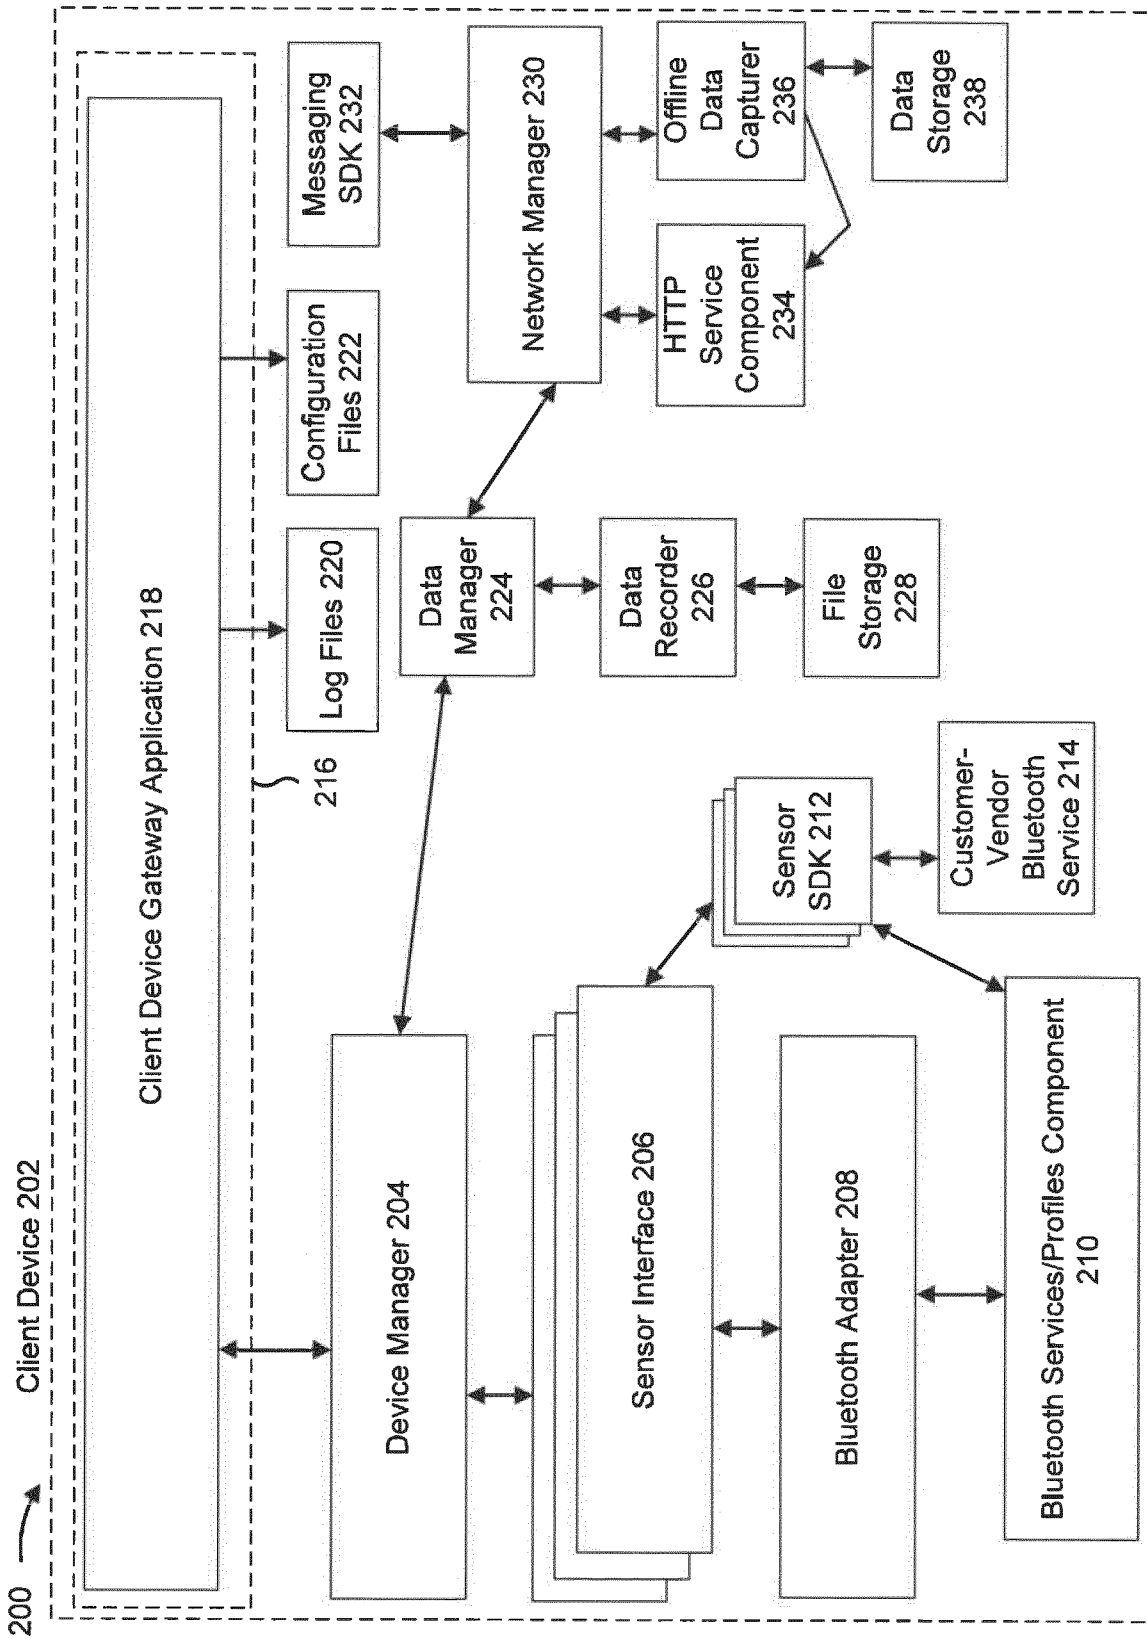 200
Client Device 202
Client Device Gateway Application 218
216
Log Files 220
Configuration
Files 222
Messaging
SDK 232
Device Manager 204
Data
Manager
224
Network Manager 230
Sensor Interface 206
Data
Recorder
226
HTTP
Service
Component
234
Offline
Data
Capturer
236
Sensor
SDK 212
File
Storage
228
Data
Storage
238
Bluetooth Adapter 208
Customer-
Vendor
Bluetooth
Service 214
Bluetooth Services/Profiles Component
210